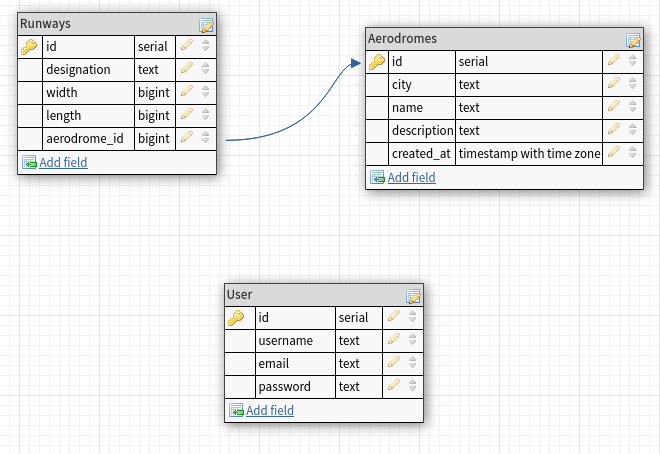 Runways
id serial
designation text
width bigint
length bigint
aerodrome_id bigint
Add field
Aerodromes
id serial
city text
name text
description text
created_at timestamp with time zone
Add field
User
id serial
username text
email text
password text
Add field